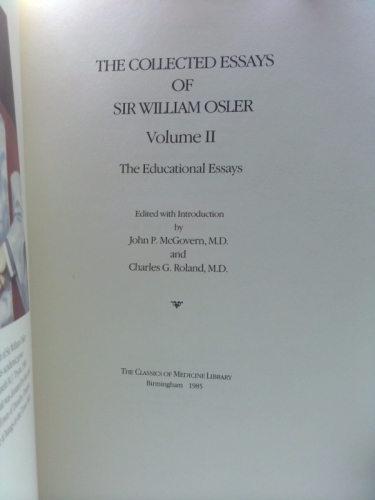 THE COLLECTED ESSAYS
OF
SIR WILLIAM OSLER
Volume II
The Educational Essays
Edited with Introduction
by
John P. McGovern, M.D.
and
Charles G. Roland, M.D.
THE CLASSICS OF MEDICINE LIBRARY
Birmingham 1985